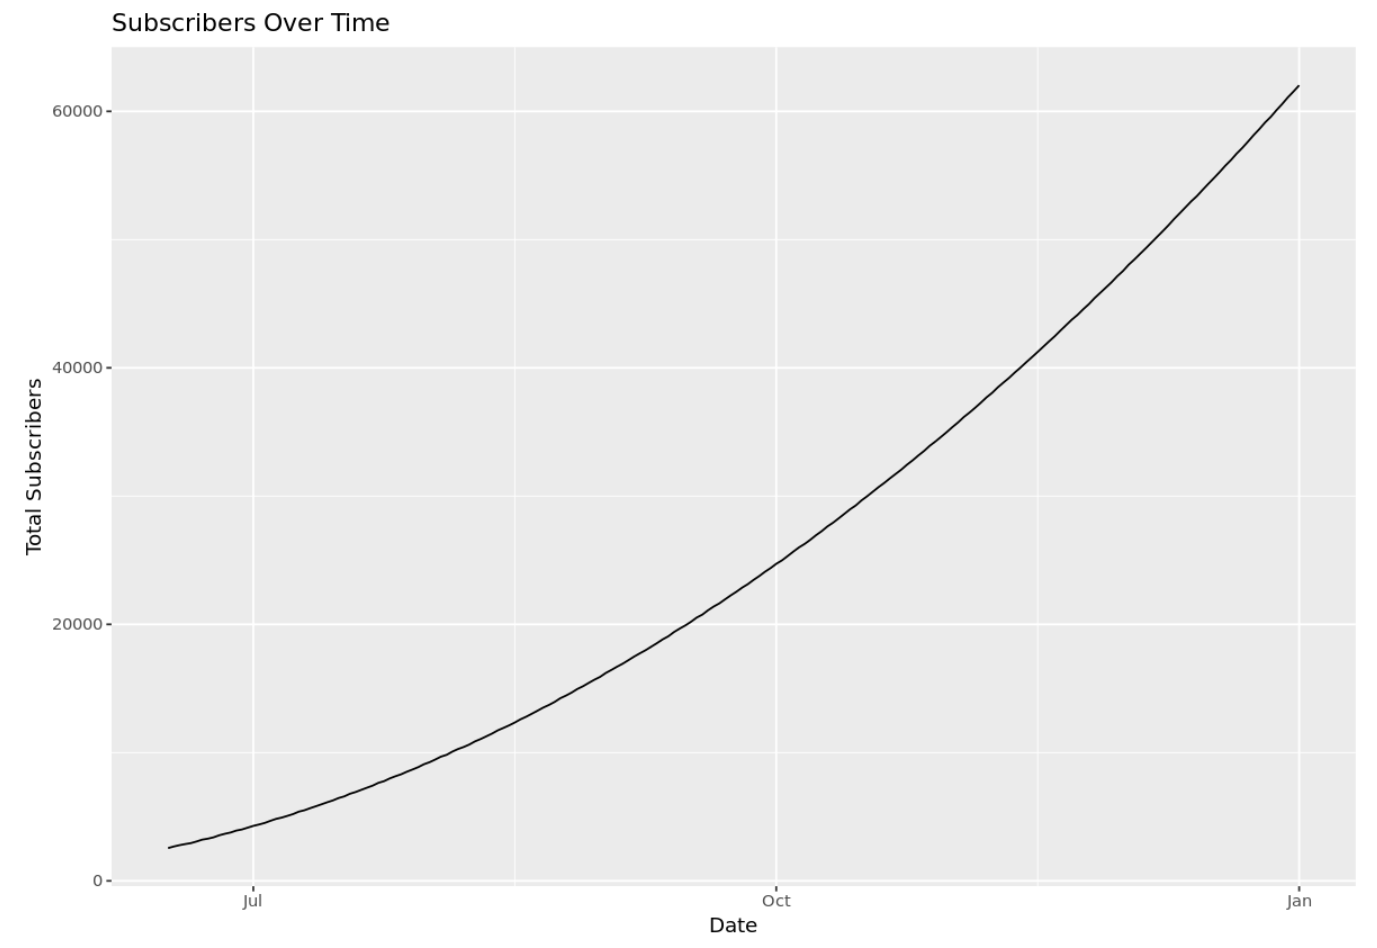 Subscribers Over Time
60000
40000
20000
0
Total Subscribers
Jul
Oct
Jan
Date